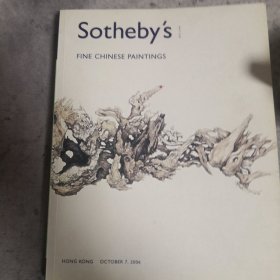 Sotheby's
FINE CHINESE PAINTINGS
HONG KONG OCTOBER 7, 2006